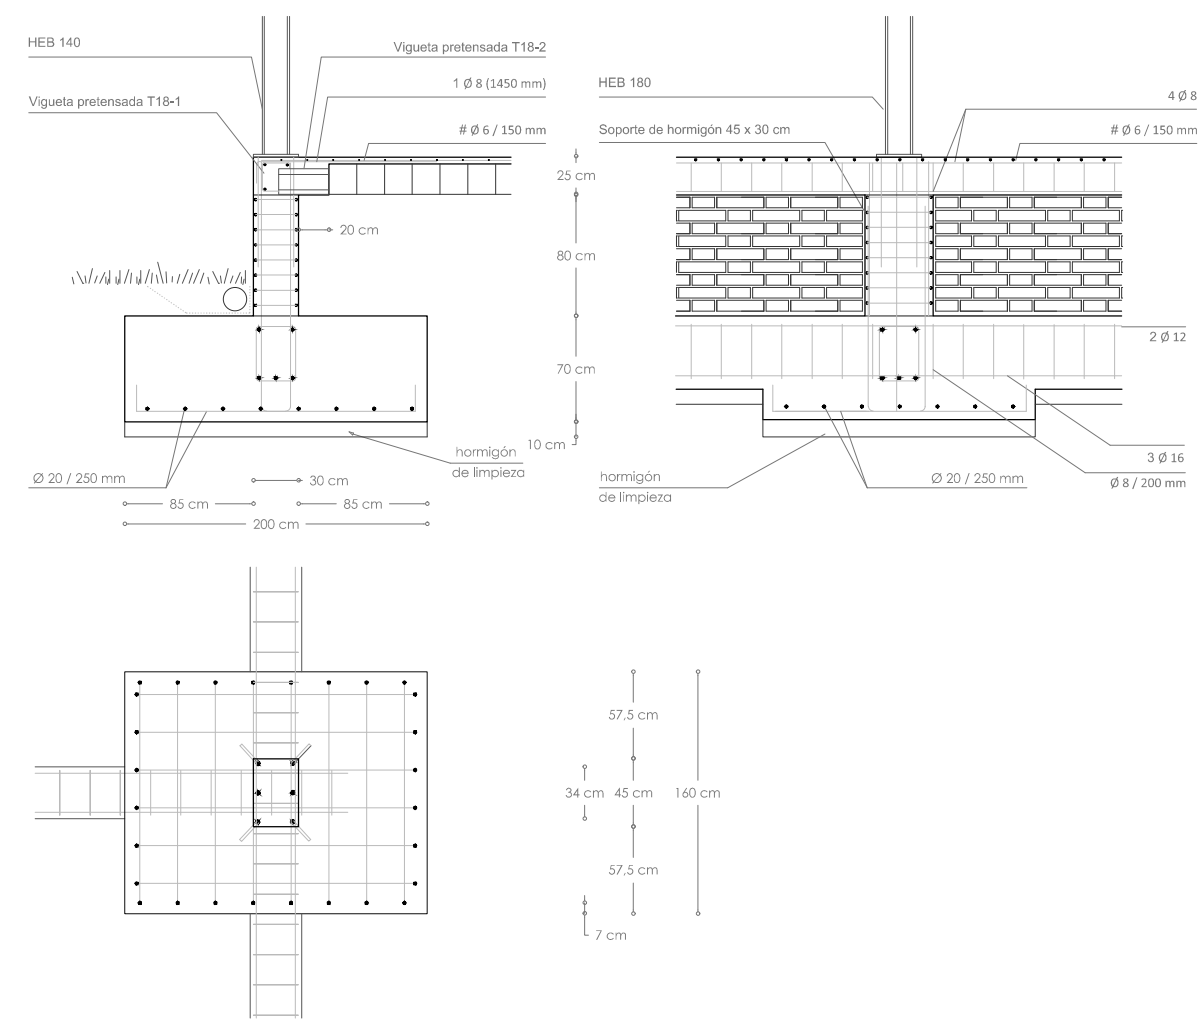 HEB 140
Vigueta pretensada T18-2
1 Ø 8 (1450 mm)
Vigueta pretensada T18-1
# Ø 6 / 150 mm
25 cm
20 cm
80 cm
70 cm
10 cm
hormigón
de limpieza
Ø 20 / 250 mm
30 cm
85 cm
85 cm
200 cm
HEB 180
4 Ø 8
Soporte de hormigón 45 x 30 cm
# Ø 6 / 150 mm
2 Ø 12
3 Ø 16
hormigón
de limpieza
Ø 20 / 250 mm
Ø 8 / 200 mm
57,5 cm
34 cm
45 cm
160 cm
57,5 cm
7 cm